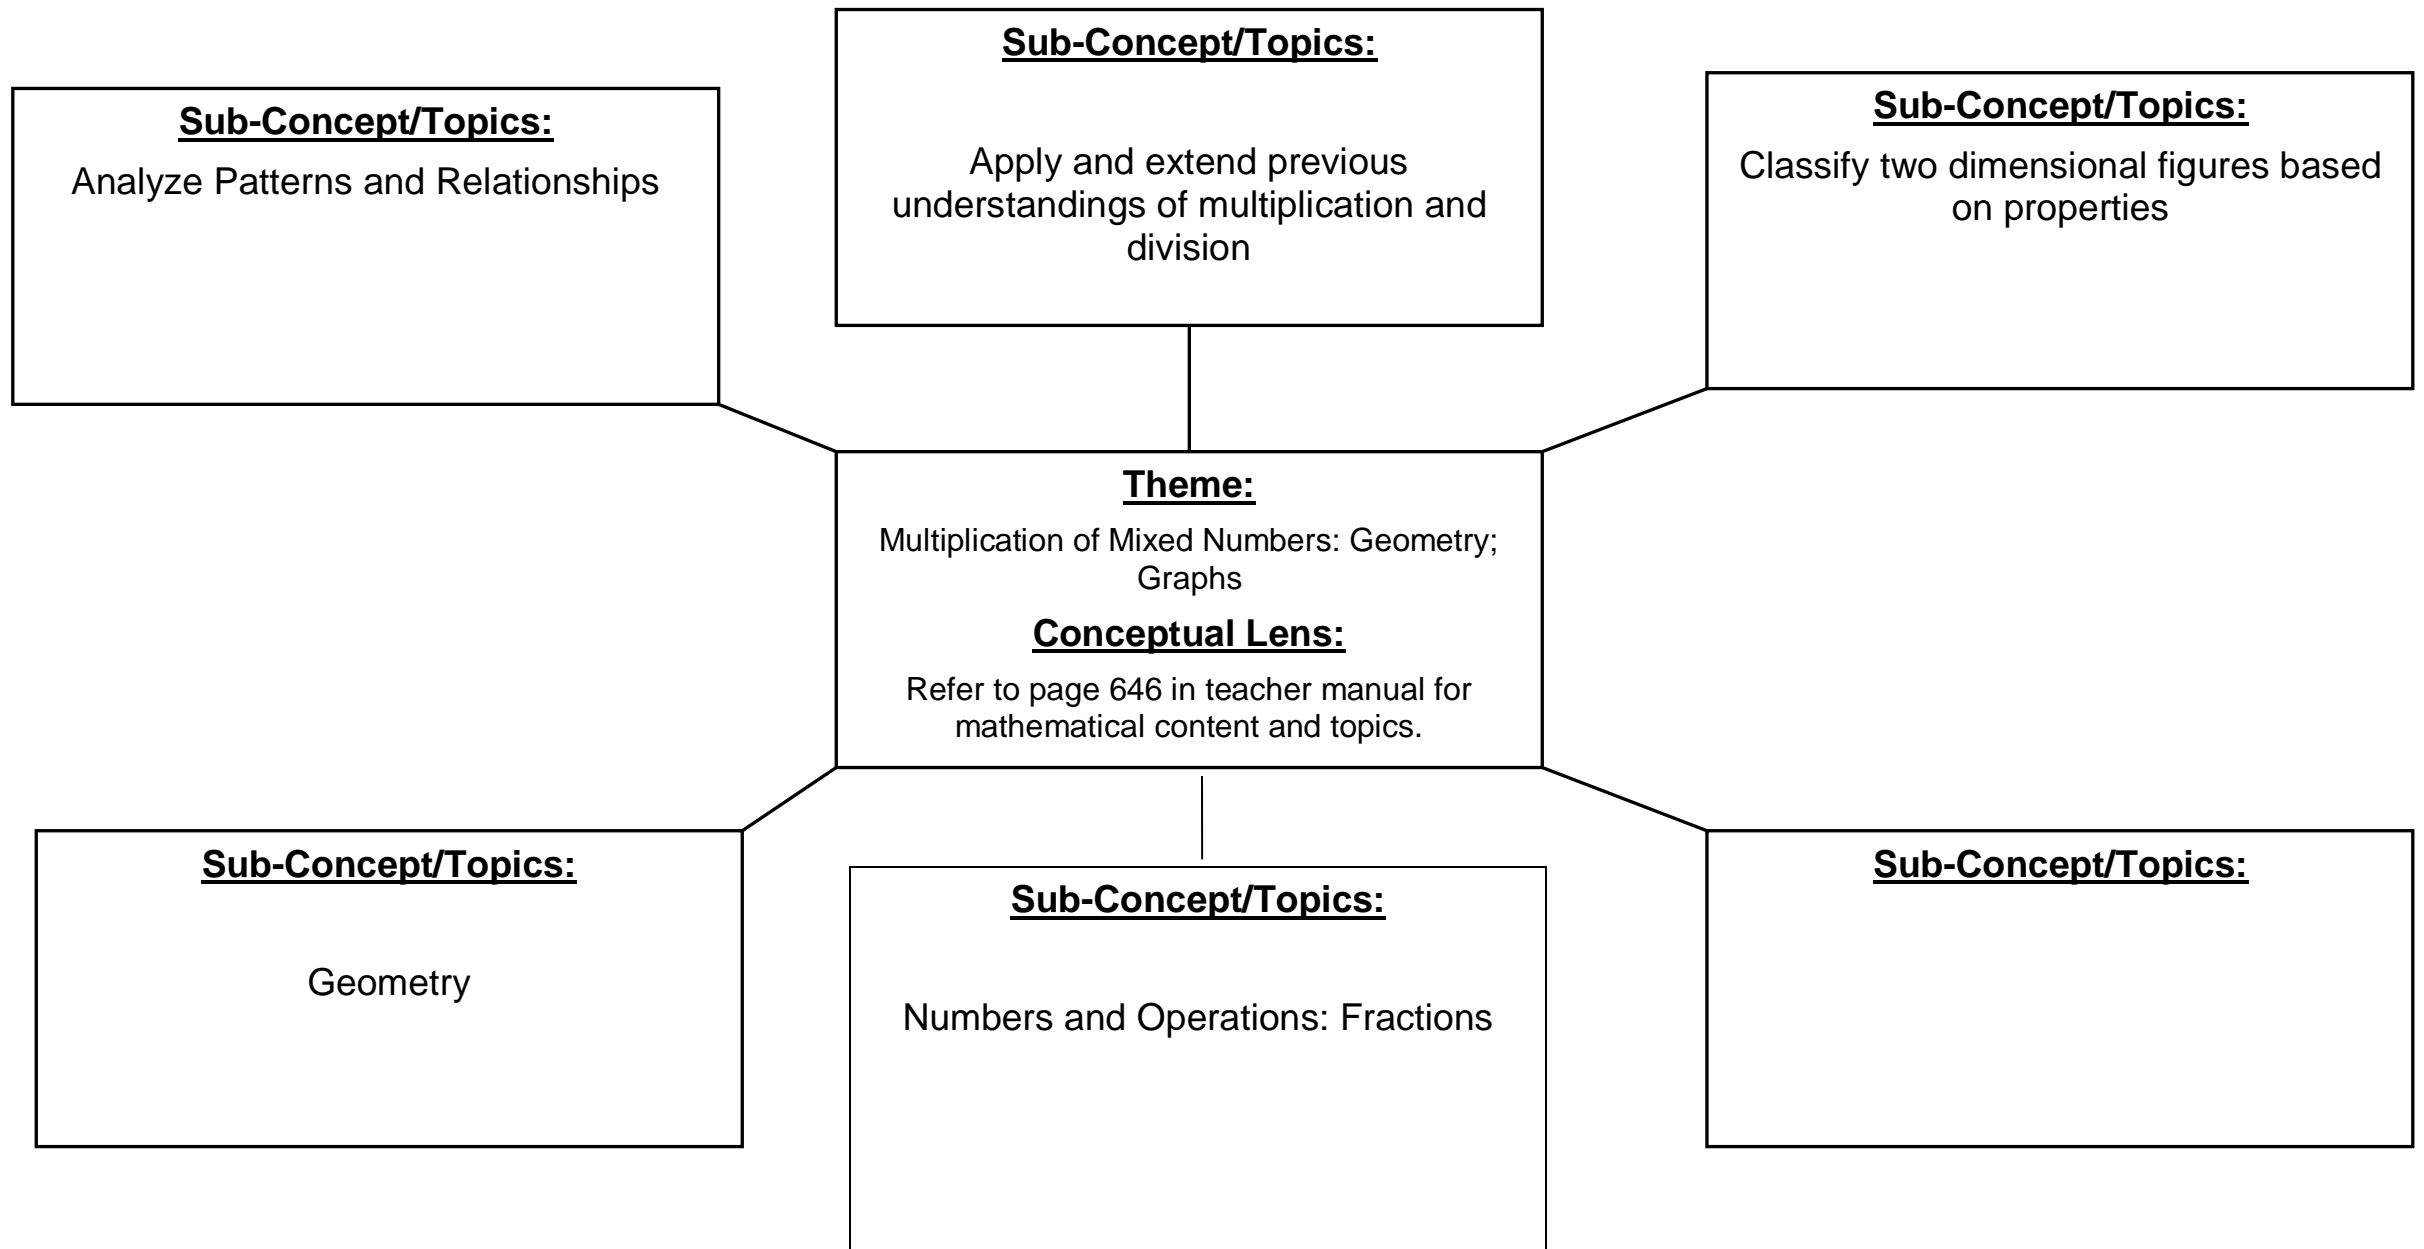 Sub-Concept/Topics:
Analyze Patterns and Relationships
Sub-Concept/Topics:
Apply and extend previous
understandings of multiplication and
division
Sub-Concept/Topics:
Classify two dimensional figures based
on properties
Theme:
Multiplication of Mixed Numbers: Geometry;
Graphs
Conceptual Lens:
Refer to page 646 in teacher manual for
mathematical content and topics.
Sub-Concept/Topics:
Geometry
Sub-Concept/Topics:
Numbers and Operations: Fractions
Sub-Concept/Topics: